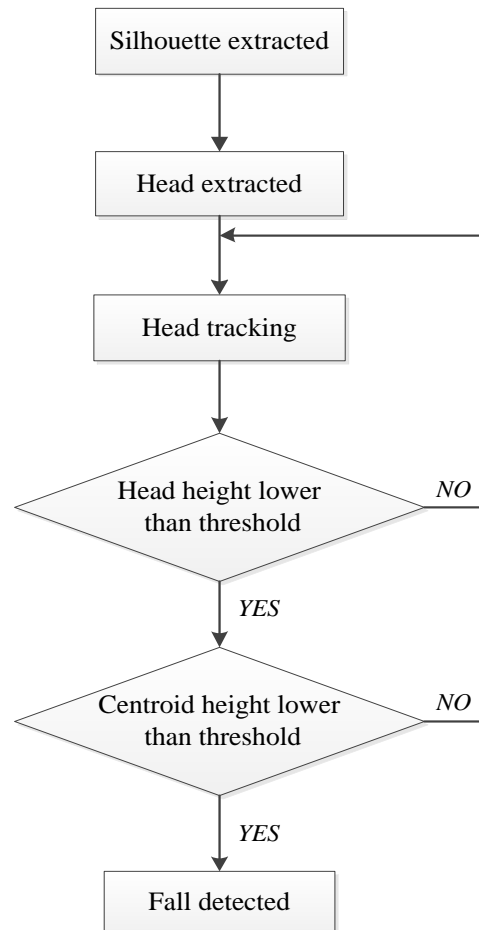 Silhouette extracted
Head extracted
Head tracking
Head height lower
than threshold
NO
YES
Centroid height lower
than threshold
NO
YES
Fall detected